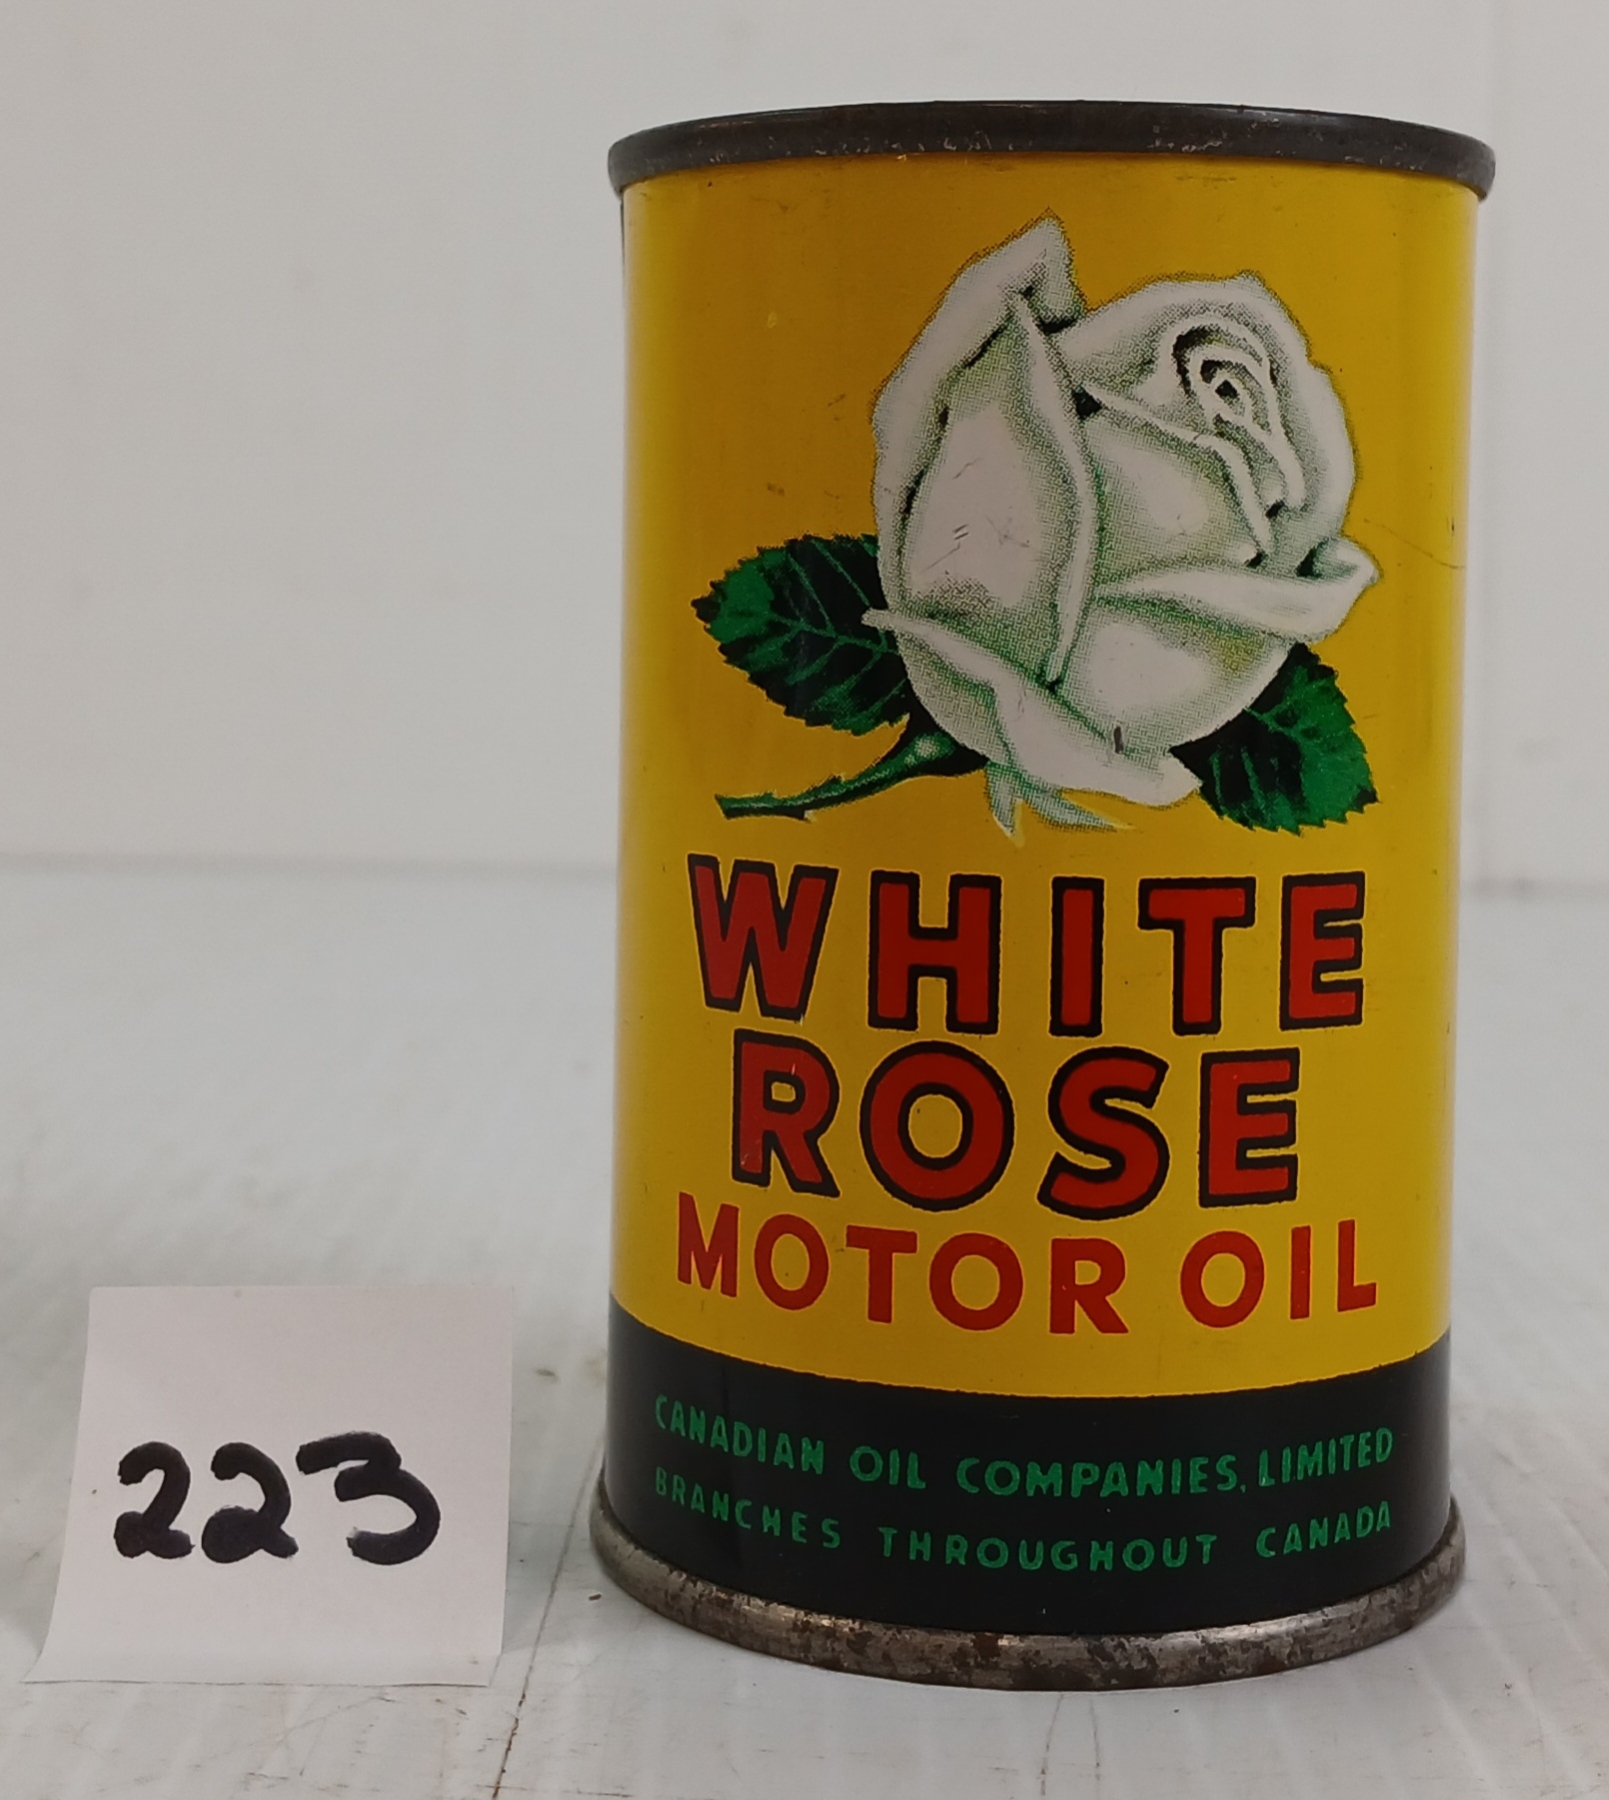 WHITE
ROSE
MOTOR OIL
CANADIAN OIL COMPANIES, LIMITED
BRANCHES THROUGHOUT CANADA
223